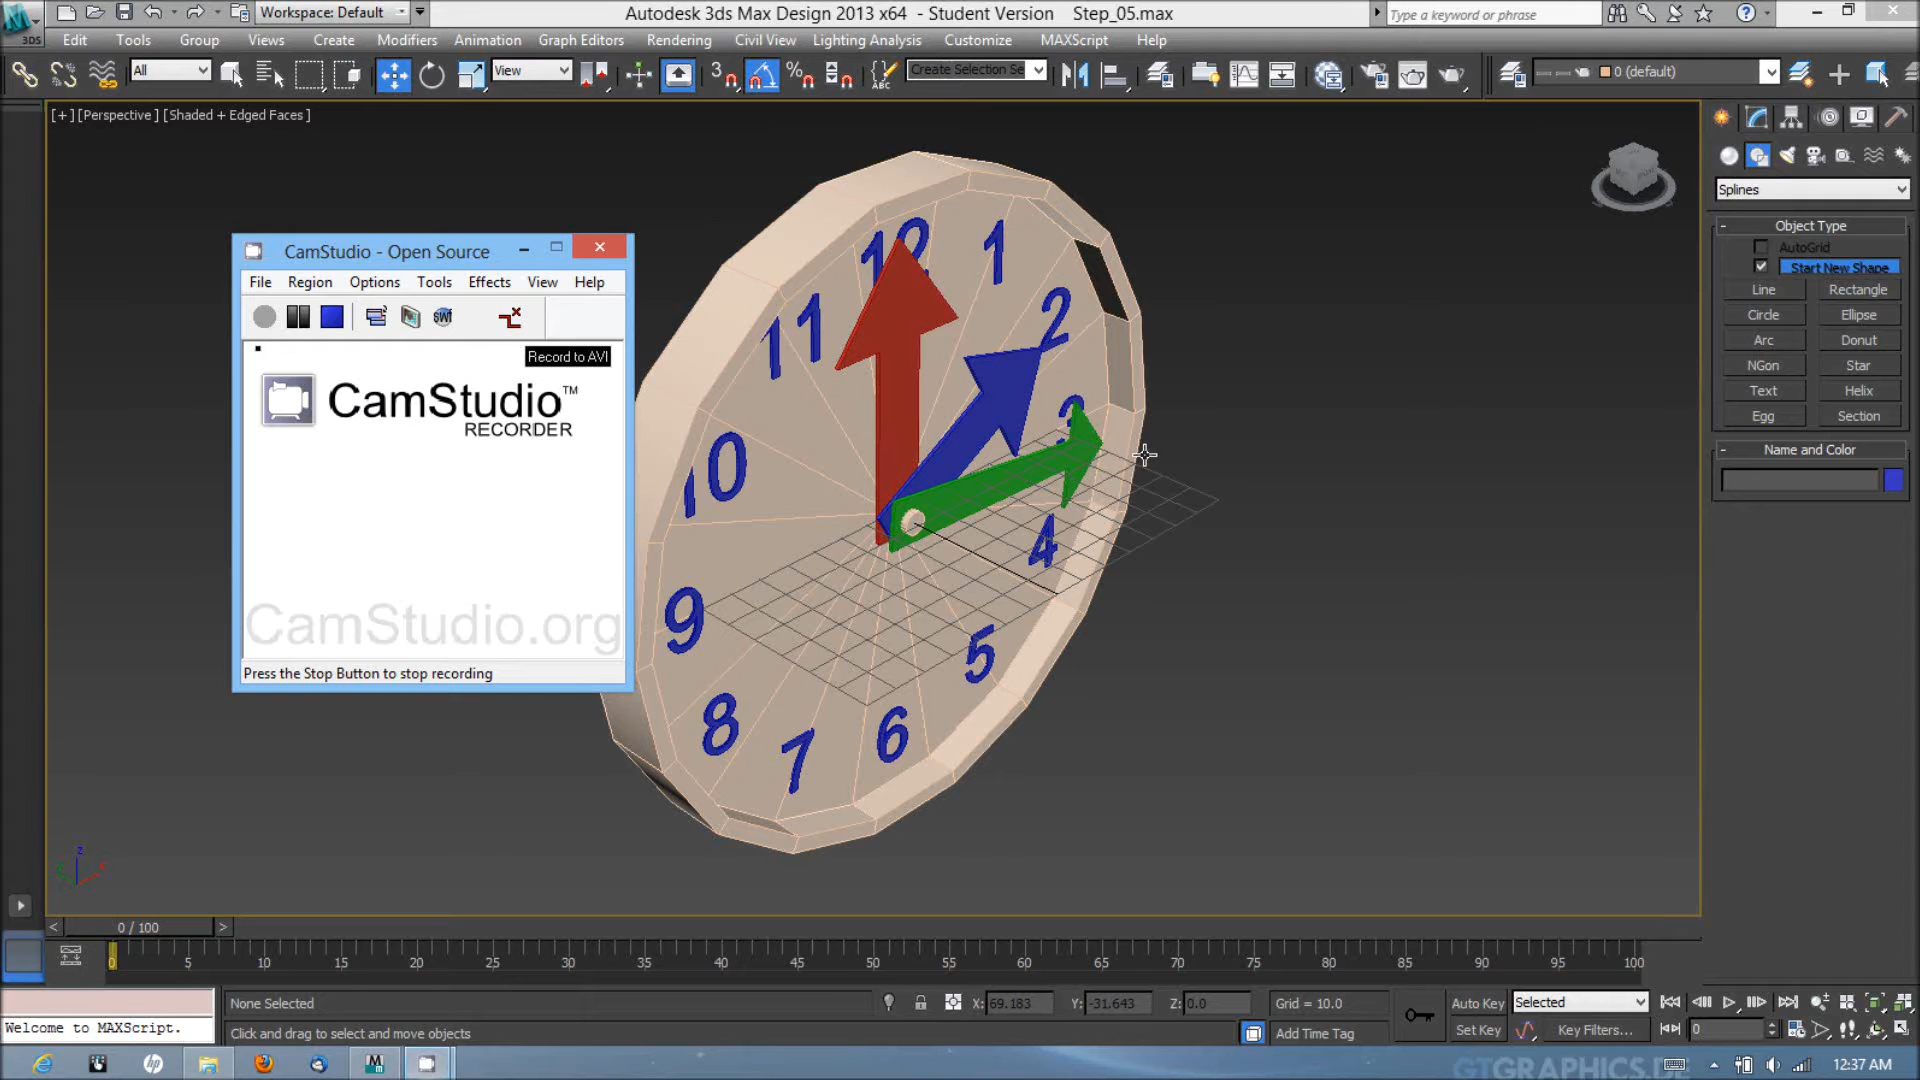 Workspace: Default
Autodesk 3ds Max Design 2013 x64 - Student Version Step_05.max
Type a keyword or phrase
3DS
Edit Tools Group Views Create Modifiers Animation Graph Editors Rendering Civil View Lighting Analysis Customize MAXScript Help
All
View
3
%
ABC
Create Selection Se
0 (default)
[+] [Perspective ] [Shaded + Edged Faces ]
Splines
Object Type
AutoGrid
Start New Shape
Line Rectangle
Circle Ellipse
Arc Donut
NGon Star
Text Helix
Egg Section
Name and Color
CamStudio - Open Source
File Region Options Tools Effects View Help
SWf
Record to AVI
CamStudio™
RECORDER
CamStudio.org
Press the Stop Button to stop recording
12
1
2
3
4
5
6
7
8
9
10
11
z
x
< 0 / 100 >
0 5 10 15 20 25 30 35 40 45 50 55 60 65 70 75 80 85 90 95 100
None Selected
X: 69.183 Y: -31.643 Z: 0.0 Grid = 10.0
Auto Key Selected
Welcome to MAXScript.
Click and drag to select and move objects
Add Time Tag
Set Key Key Filters...
0
GTGRAPHICS.DE
12:37 AM